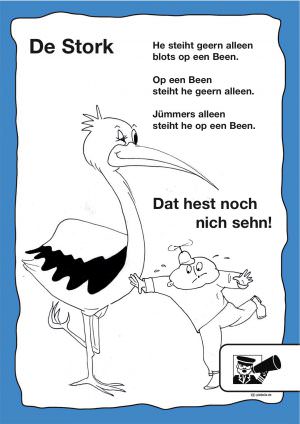 De Stork
He steiht geern alleen
blots op een Been.
Op een Been
steiht he geern alleen.
Jümmers alleen
steiht he op een Been.
Dat hest noch
nich sehn!